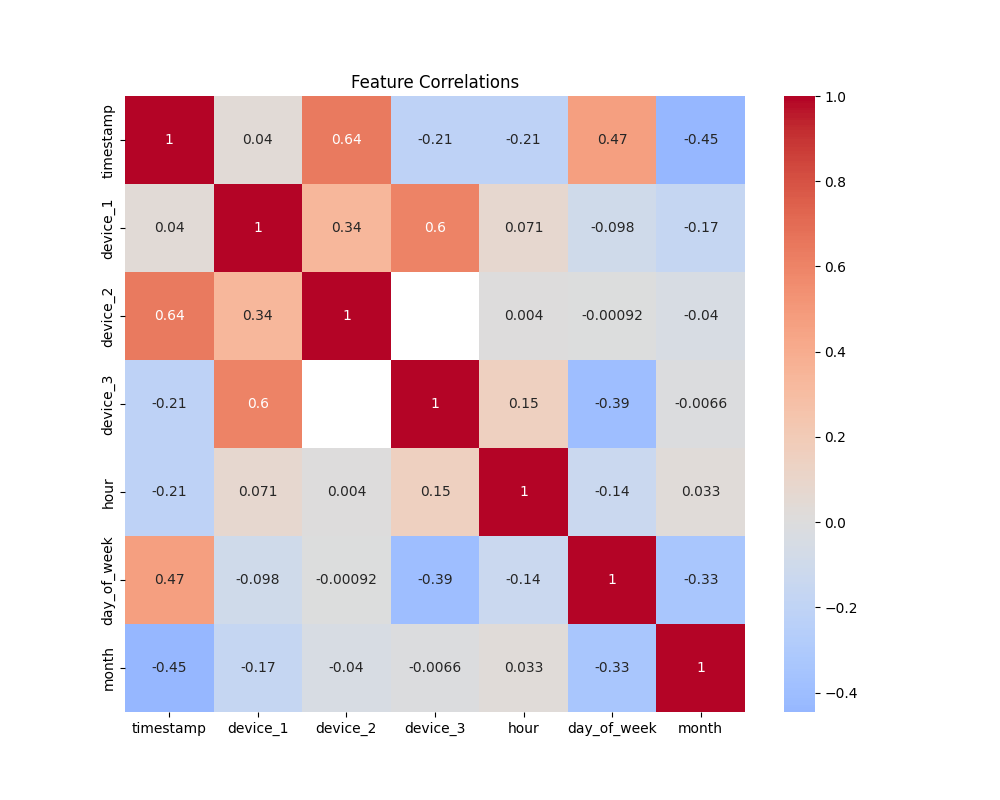 Feature Correlations
timestamp 1 0.04 0.64 -0.21 -0.21 0.47 -0.45
device_1 0.04 1 0.34 0.6 0.071 -0.098 -0.17
device_2 0.64 0.34 1 0.004 -0.00092 -0.04
device_3 -0.21 0.6 1 0.15 -0.39 -0.0066
hour -0.21 0.071 0.004 0.15 1 -0.14 0.033
day_of_week 0.47 -0.098 -0.00092 -0.39 -0.14 1 -0.33
month -0.45 -0.17 -0.04 -0.0066 0.033 -0.33 1
timestamp device_1 device_2 device_3 hour day_of_week month
1.0
0.8
0.6
0.4
0.2
0.0
−0.2
−0.4